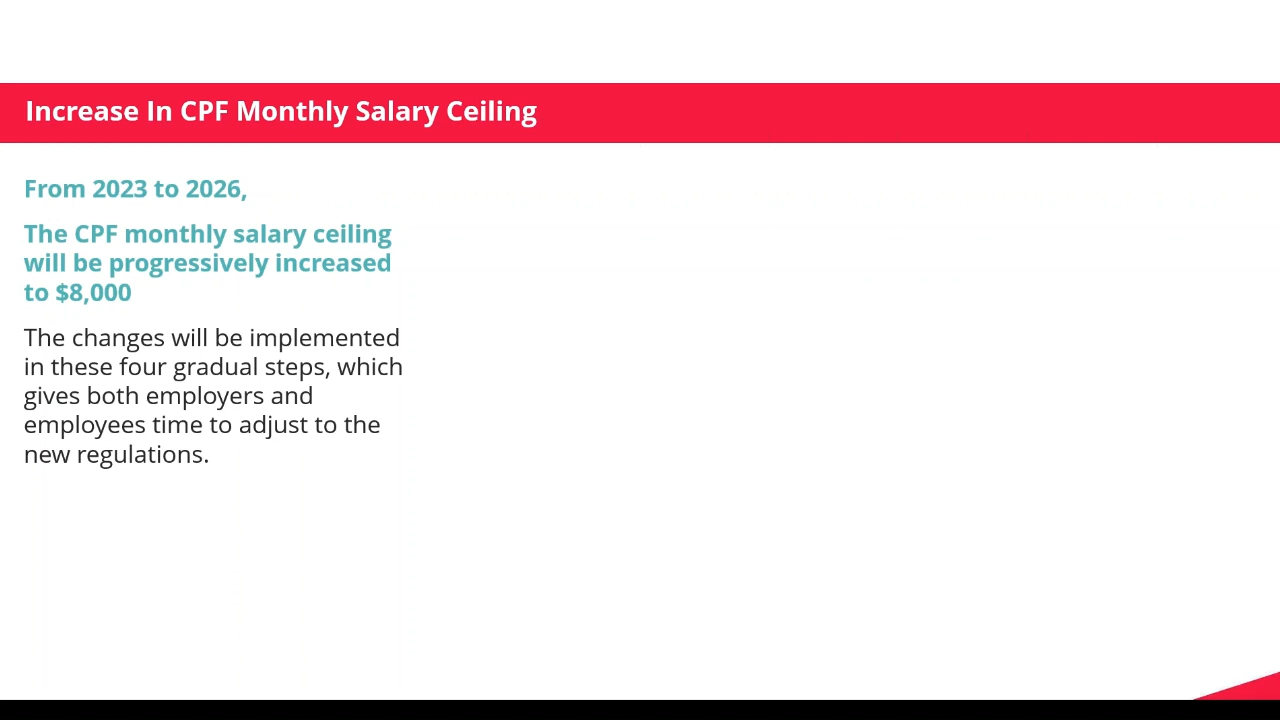 Increase In CPF Monthly Salary Ceiling
From 2023 to 2026,
The CPF monthly salary ceiling
will be progressively increased
to $8,000
The changes will be implemented
in these four gradual steps, which
gives both employers and
employees time to adjust to the
new regulations.